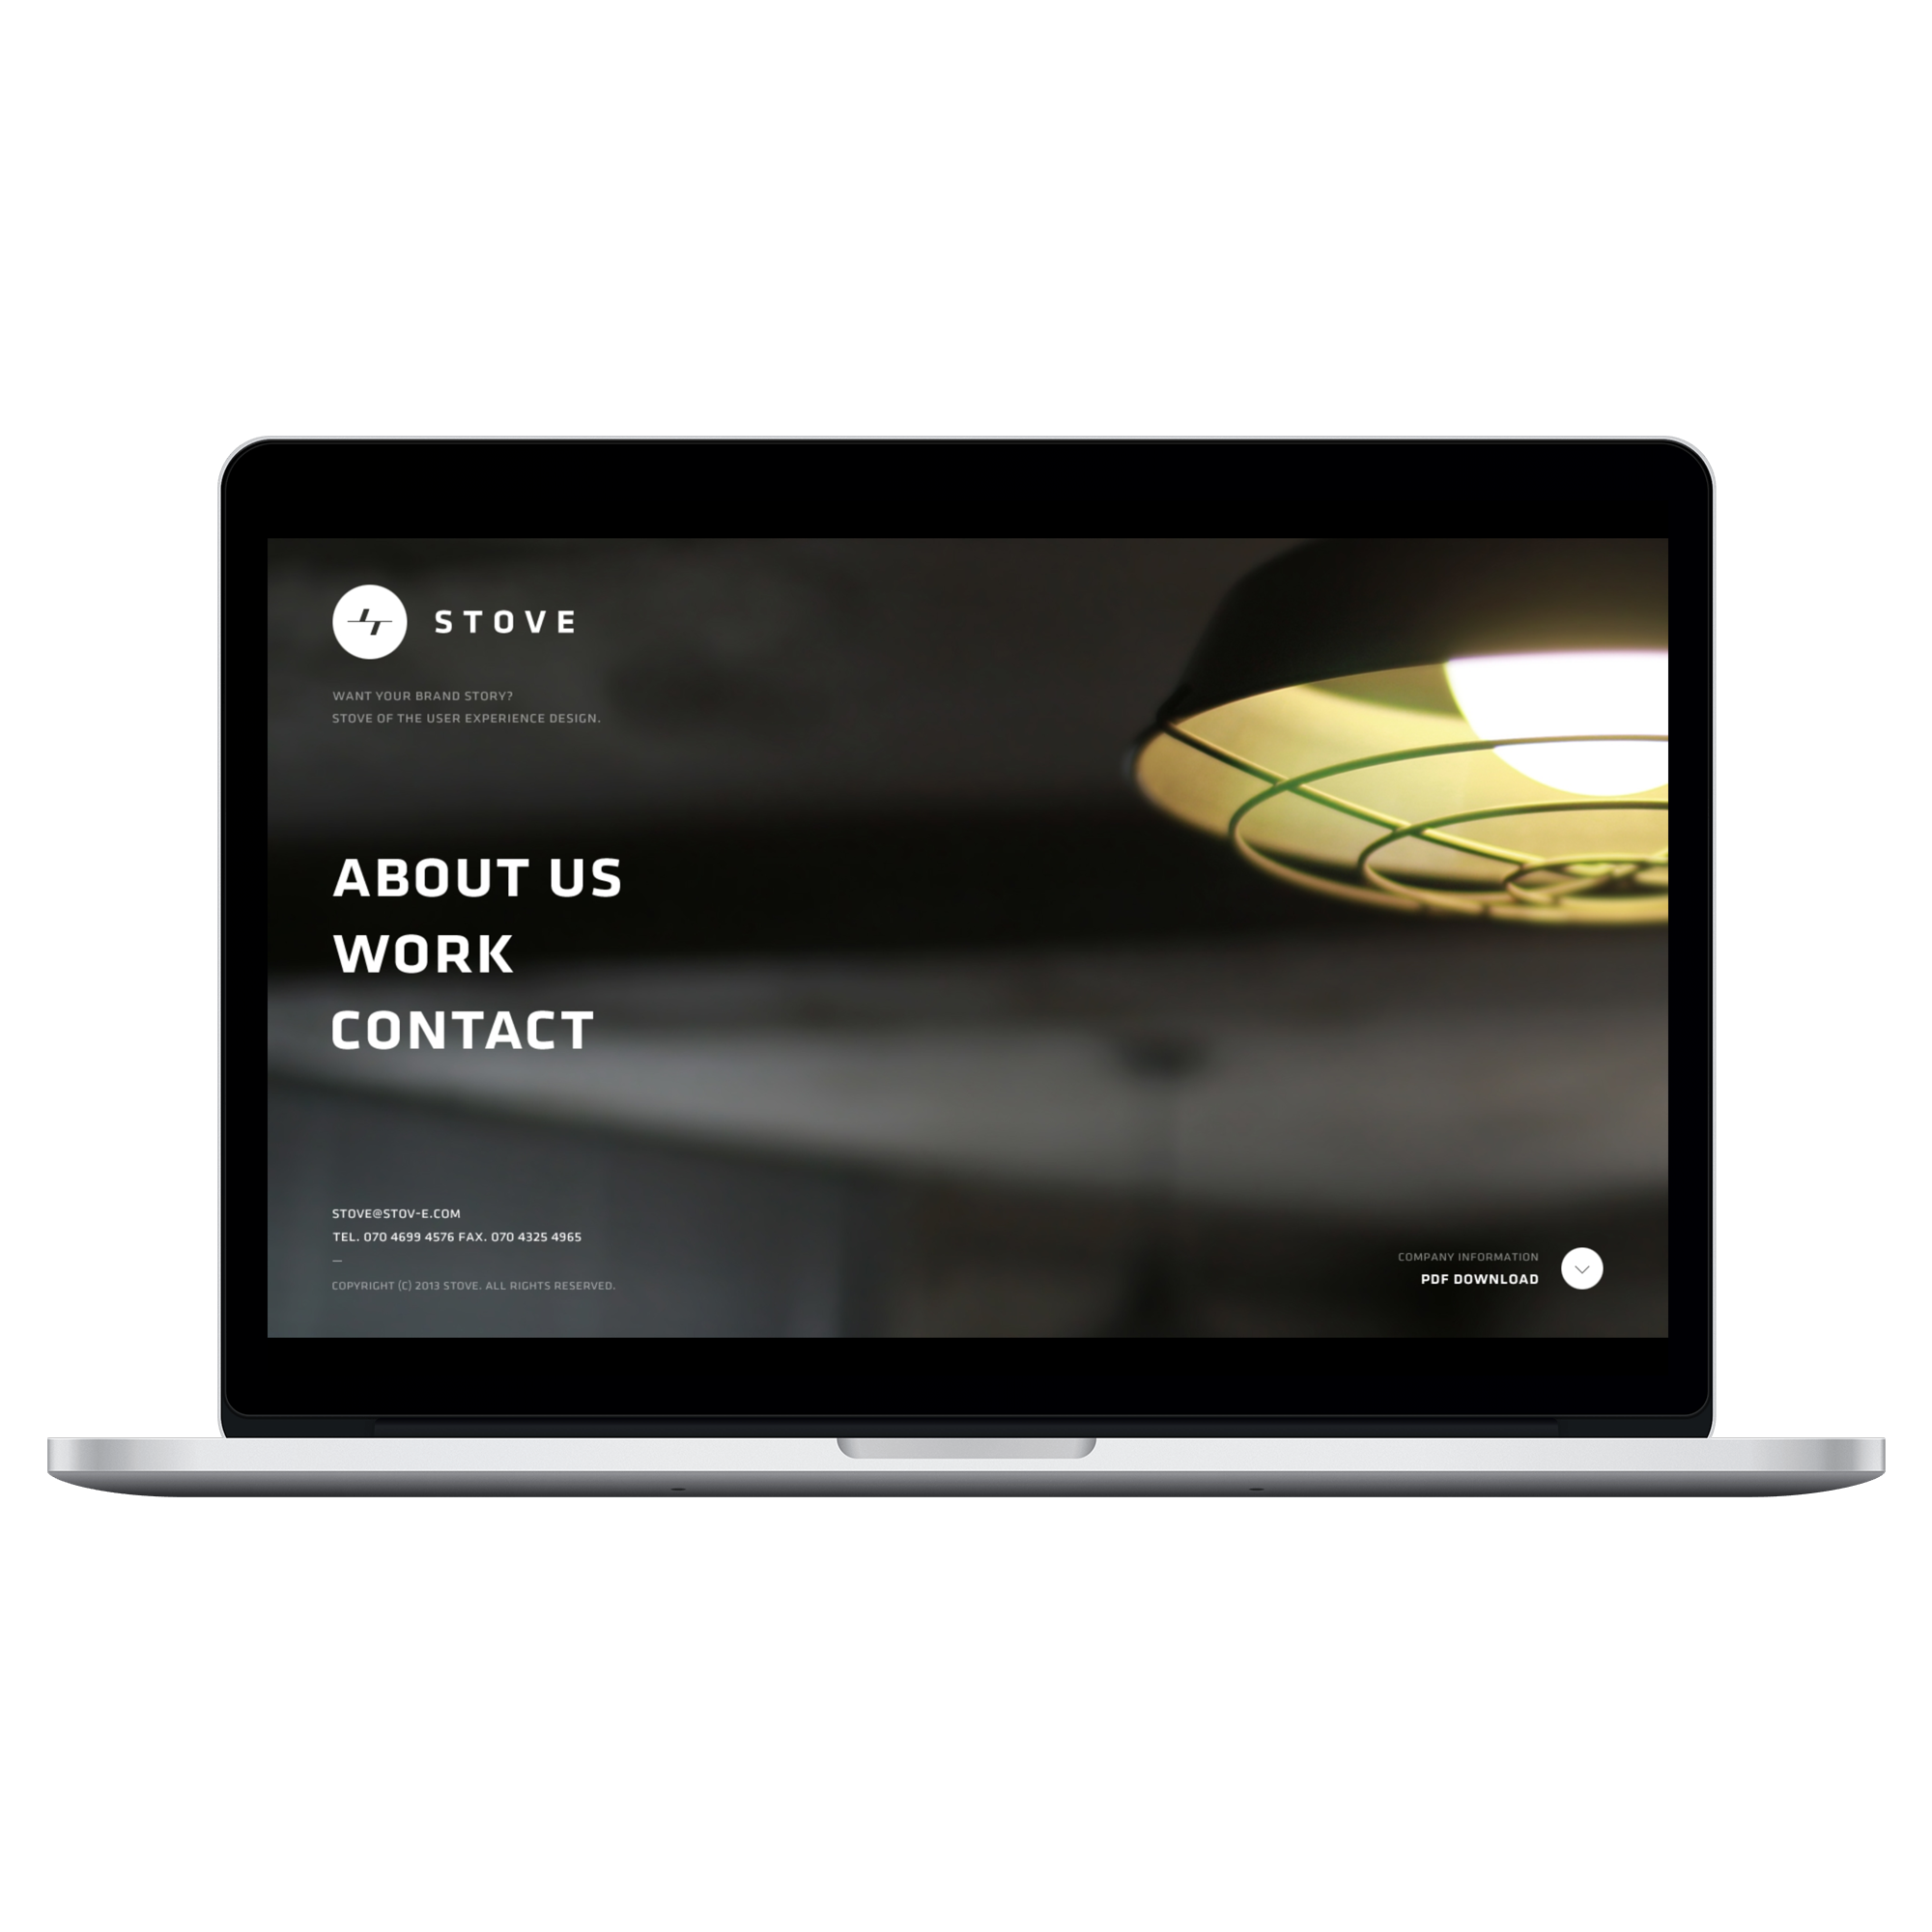 STOVE
WANT YOUR BRAND STORY?
STOVE OF THE USER EXPERIENCE DESIGN.
ABOUT US
WORK
CONTACT
STOVE@STOV-E.COM
TEL. 070 4699 4576 FAX. 070 4325 4965
—
COPYRIGHT (C) 2013 STOVE. ALL RIGHTS RESERVED.
COMPANY INFORMATION
PDF DOWNLOAD